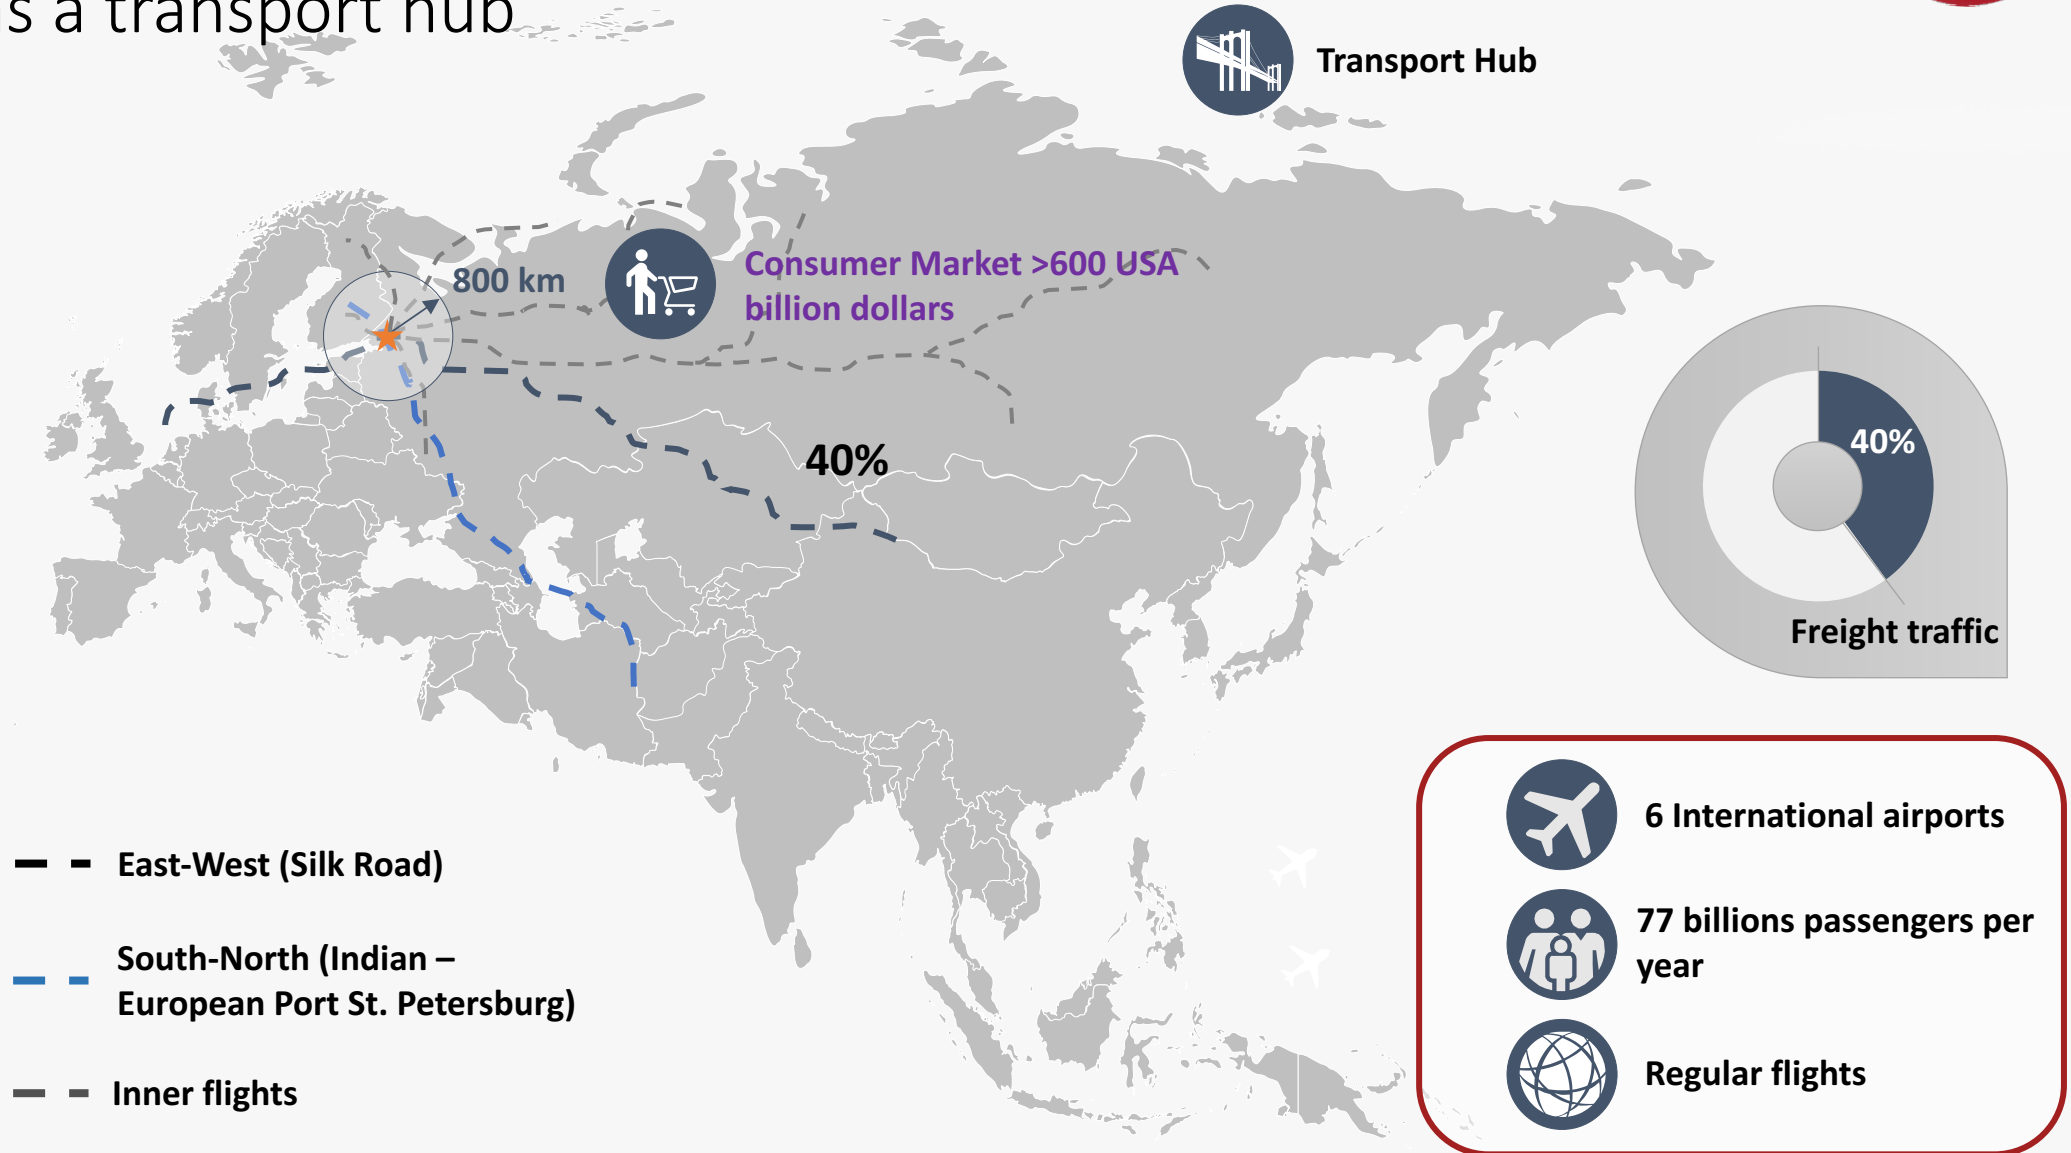 as a transport hub
Transport Hub
800 km
Consumer Market >600 USA
billion dollars
40%
40%
Freight traffic
East-West (Silk Road)
South-North (Indian –
European Port St. Petersburg)
Inner flights
6 International airports
77 billions passengers per
year
Regular flights